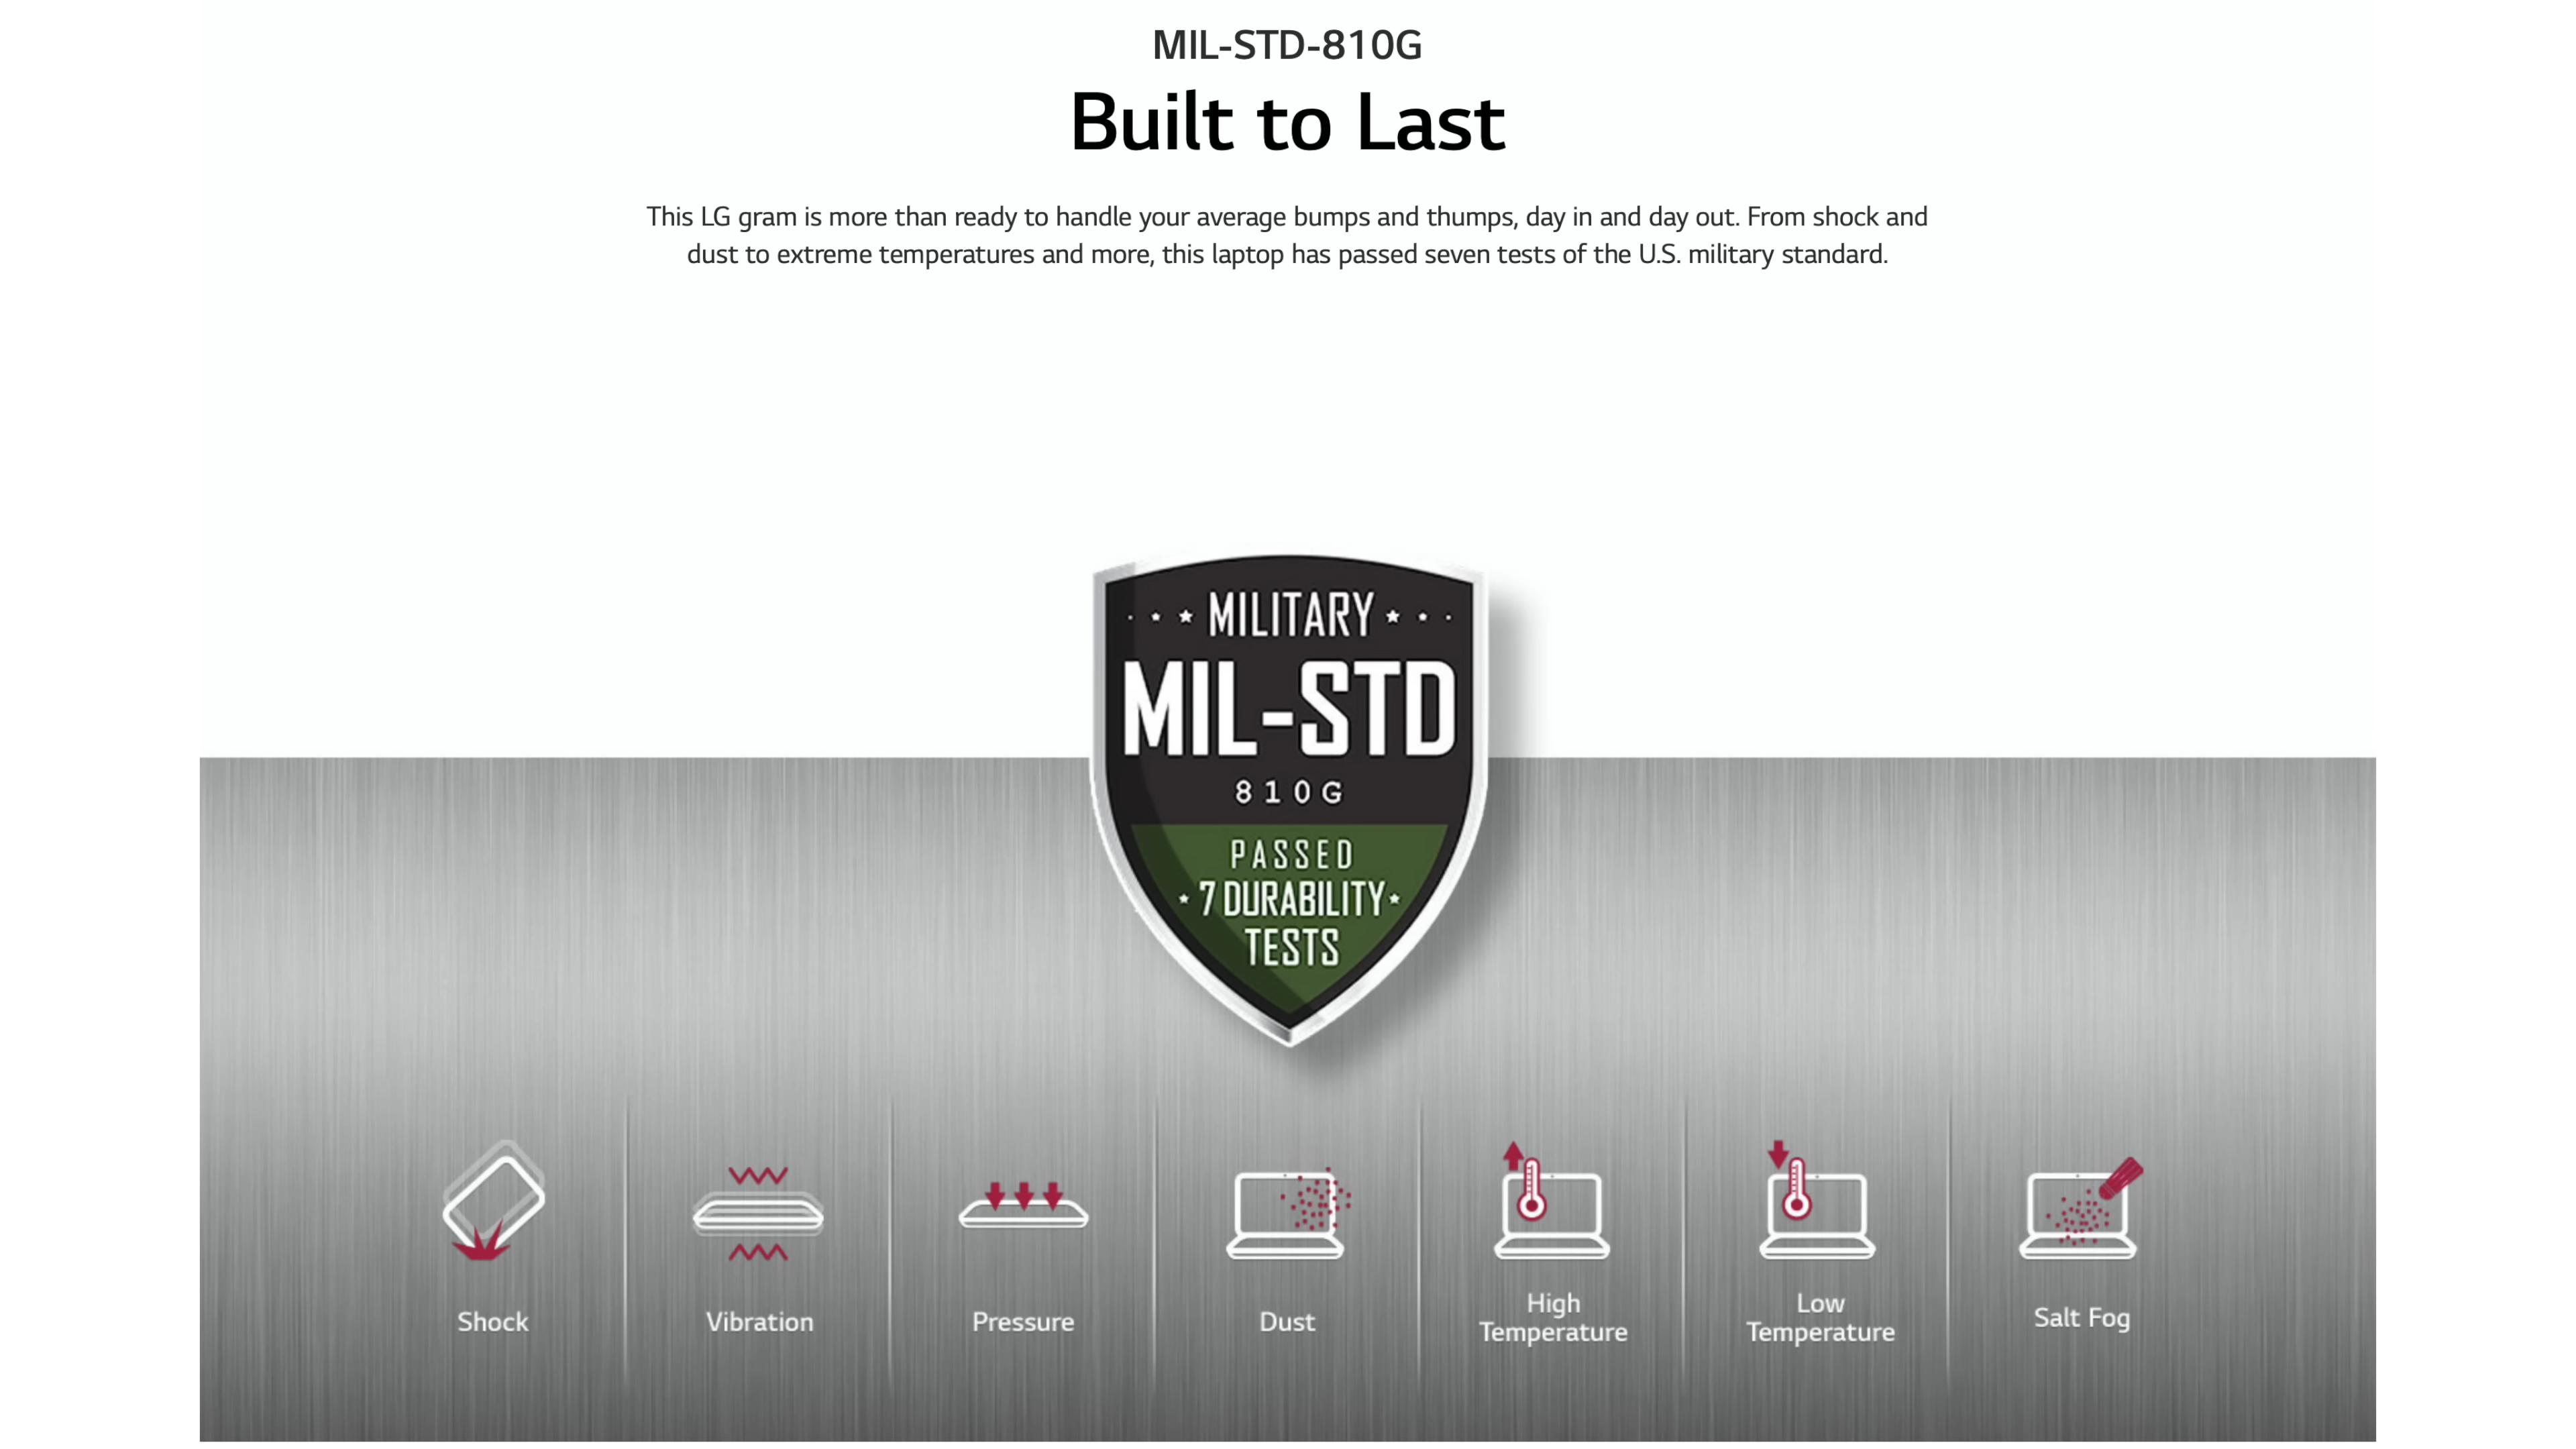 MIL-STD-810G
Built to Last
This LG gram is more than ready to handle your average bumps and thumps, day in and day out. From shock and
dust to extreme temperatures and more, this laptop has passed seven tests of the U.S. military standard.
MILITARY
MIL-STD
810G
PASSED
7 DURABILITY
TESTS
Shock
Vibration
Pressure
Dust
High
Temperature
Low
Temperature
Salt Fog